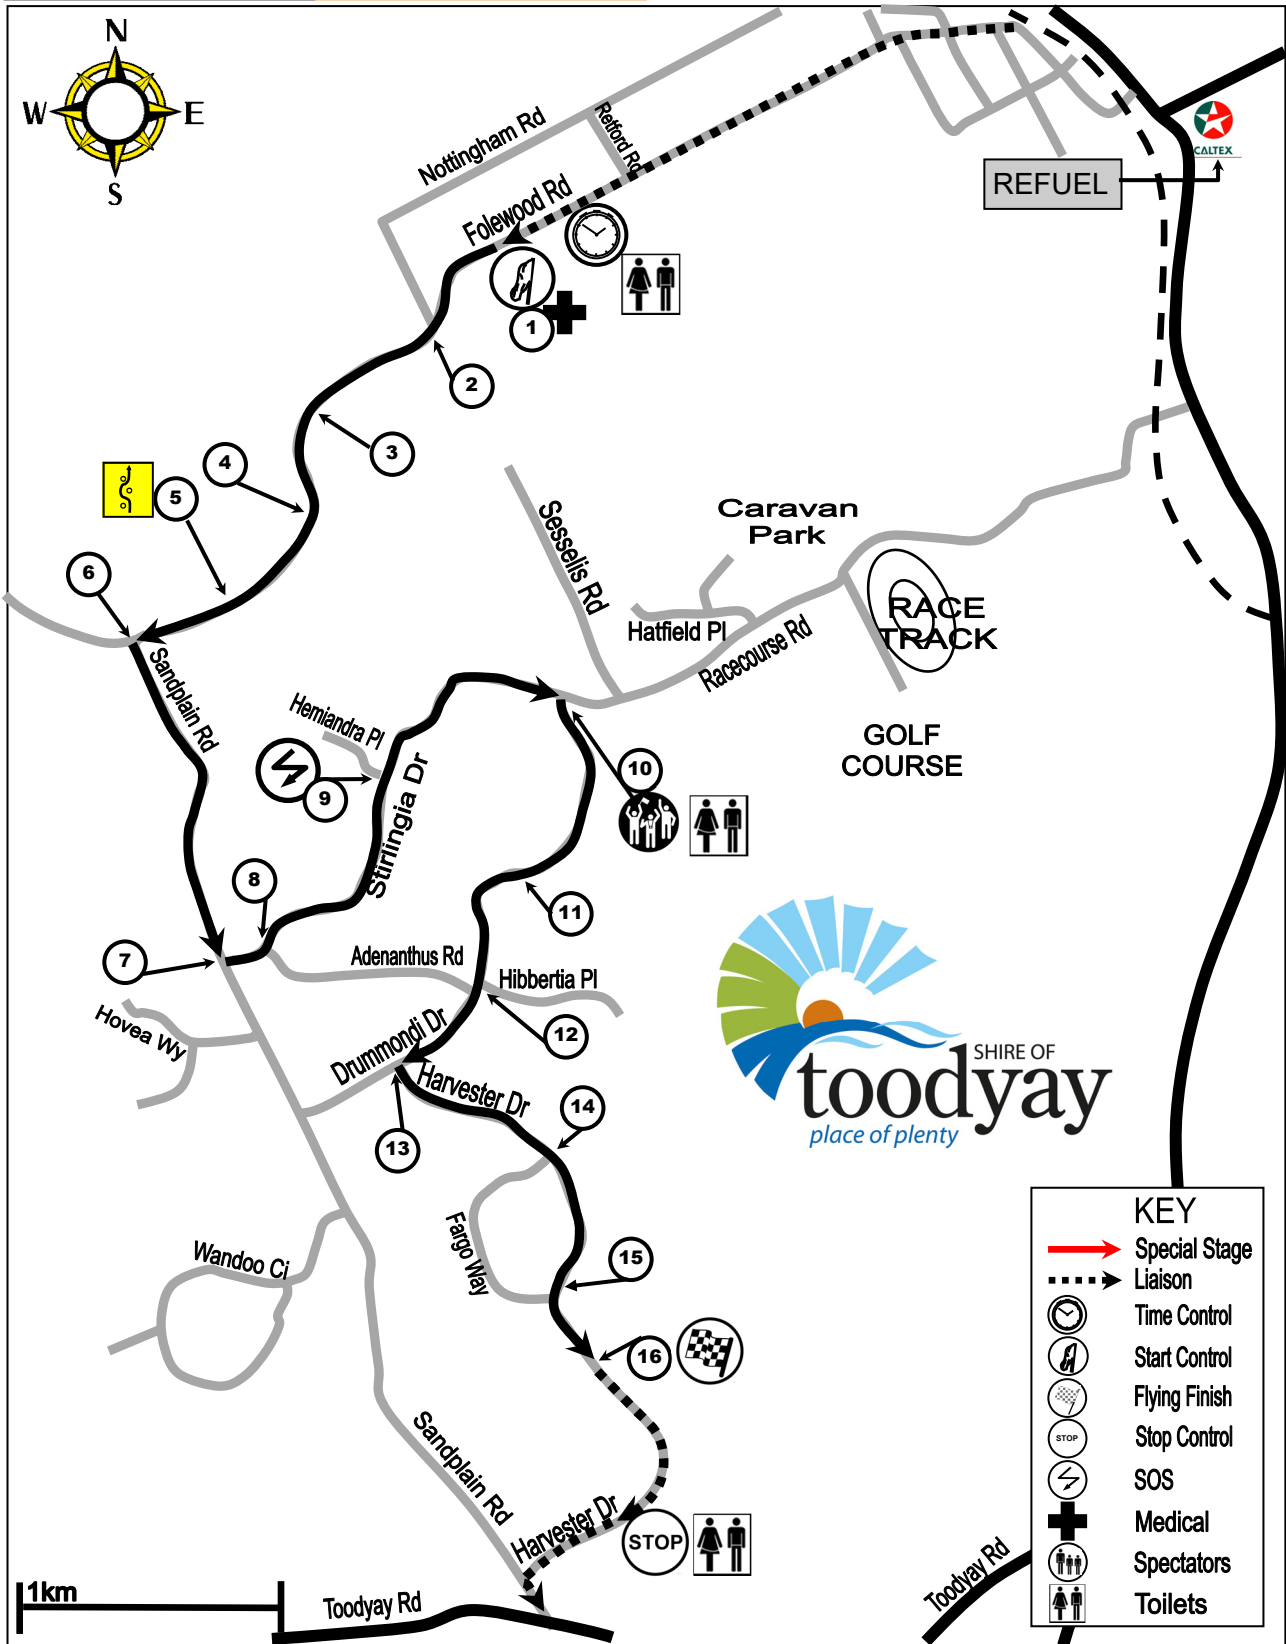 N
W
E
S
Nottingham Rd
Retford Rd
Folewood Rd
CALTEX
REFUEL
1
2
3
4
5
6
Sandplain Rd
Sesselis Rd
Caravan
Park
Hatfield Pl
Racecourse Rd
RACE
TRACK
GOLF
COURSE
Hemiandra Pl
9
Stirlingia Dr
10
8
11
7
Adenanthus Rd
Hibbertia Pl
Hovea Wy
12
Drummondi Dr
Harvester Dr
13
14
SHIRE OF
toodyay
place of plenty
Fargo Way
15
Wandoo Ci
16
Sandplain Rd
Harvester Dr
STOP
1km
Toodyay Rd
Toodyay Rd
KEY
Special Stage
Liaison
Time Control
Start Control
Flying Finish
STOP
Stop Control
SOS
Medical
Spectators
Toilets